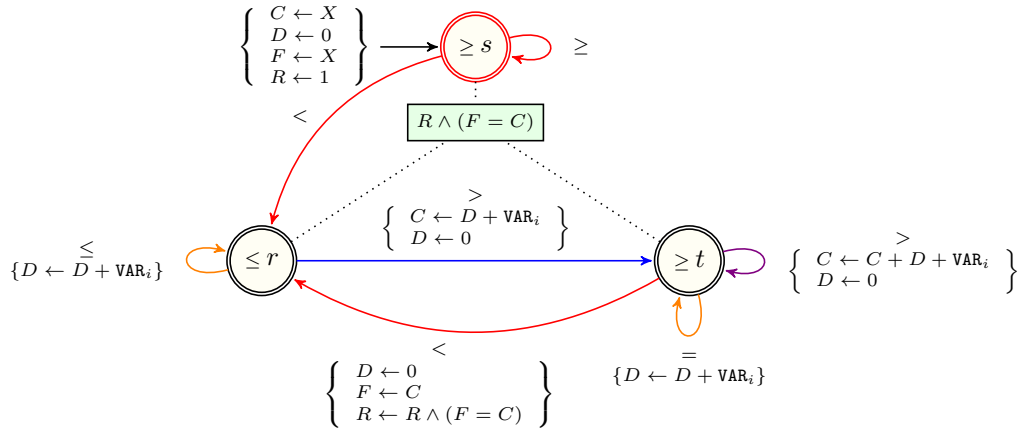 C ← X
D ← 0
F ← X
R ← 1
≥ s
≥
<
R ∧ (F = C)
>
C ← D + VAR_i
D ← 0
≤
{D ← D + VAR_i}
≤ r
≥ t
>
C ← C + D + VAR_i
D ← 0
<
D ← 0
F ← C
R ← R ∧ (F = C)
=
{D ← D + VAR_i}